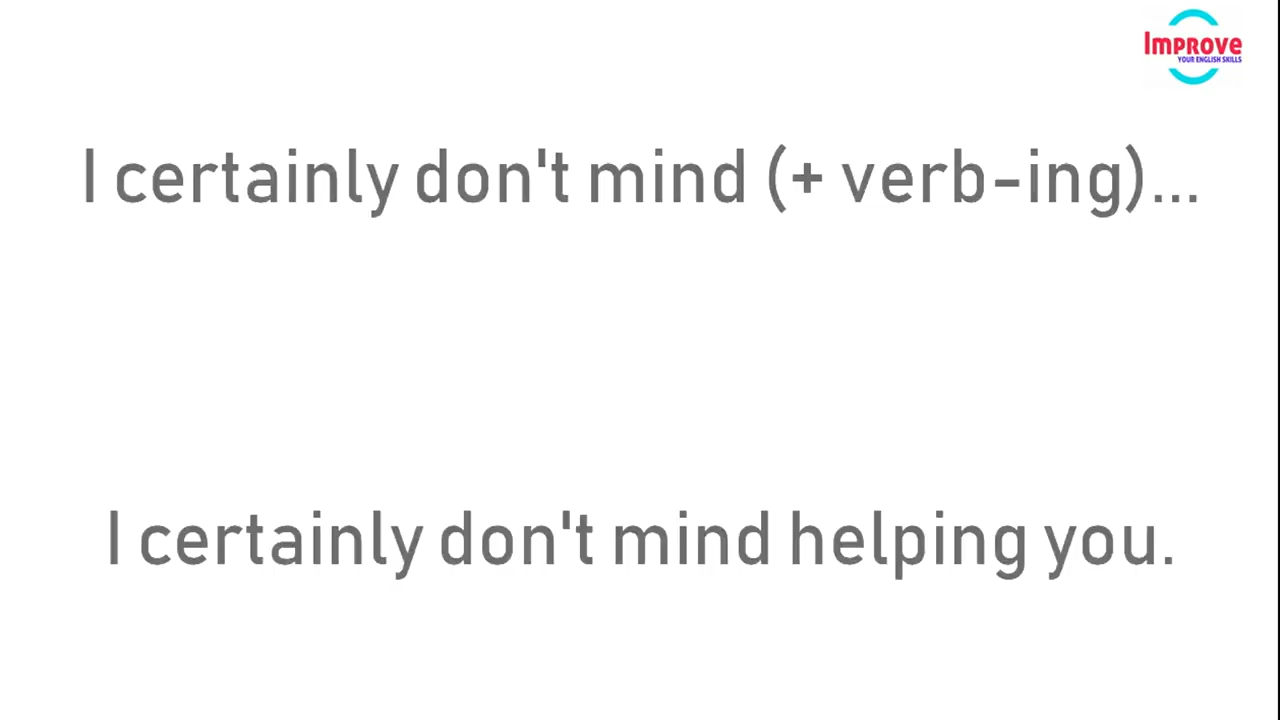 Improve
YOUR ENGLISH SKILLS
I certainly don't mind (+ verb-ing)...
I certainly don't mind helping you.